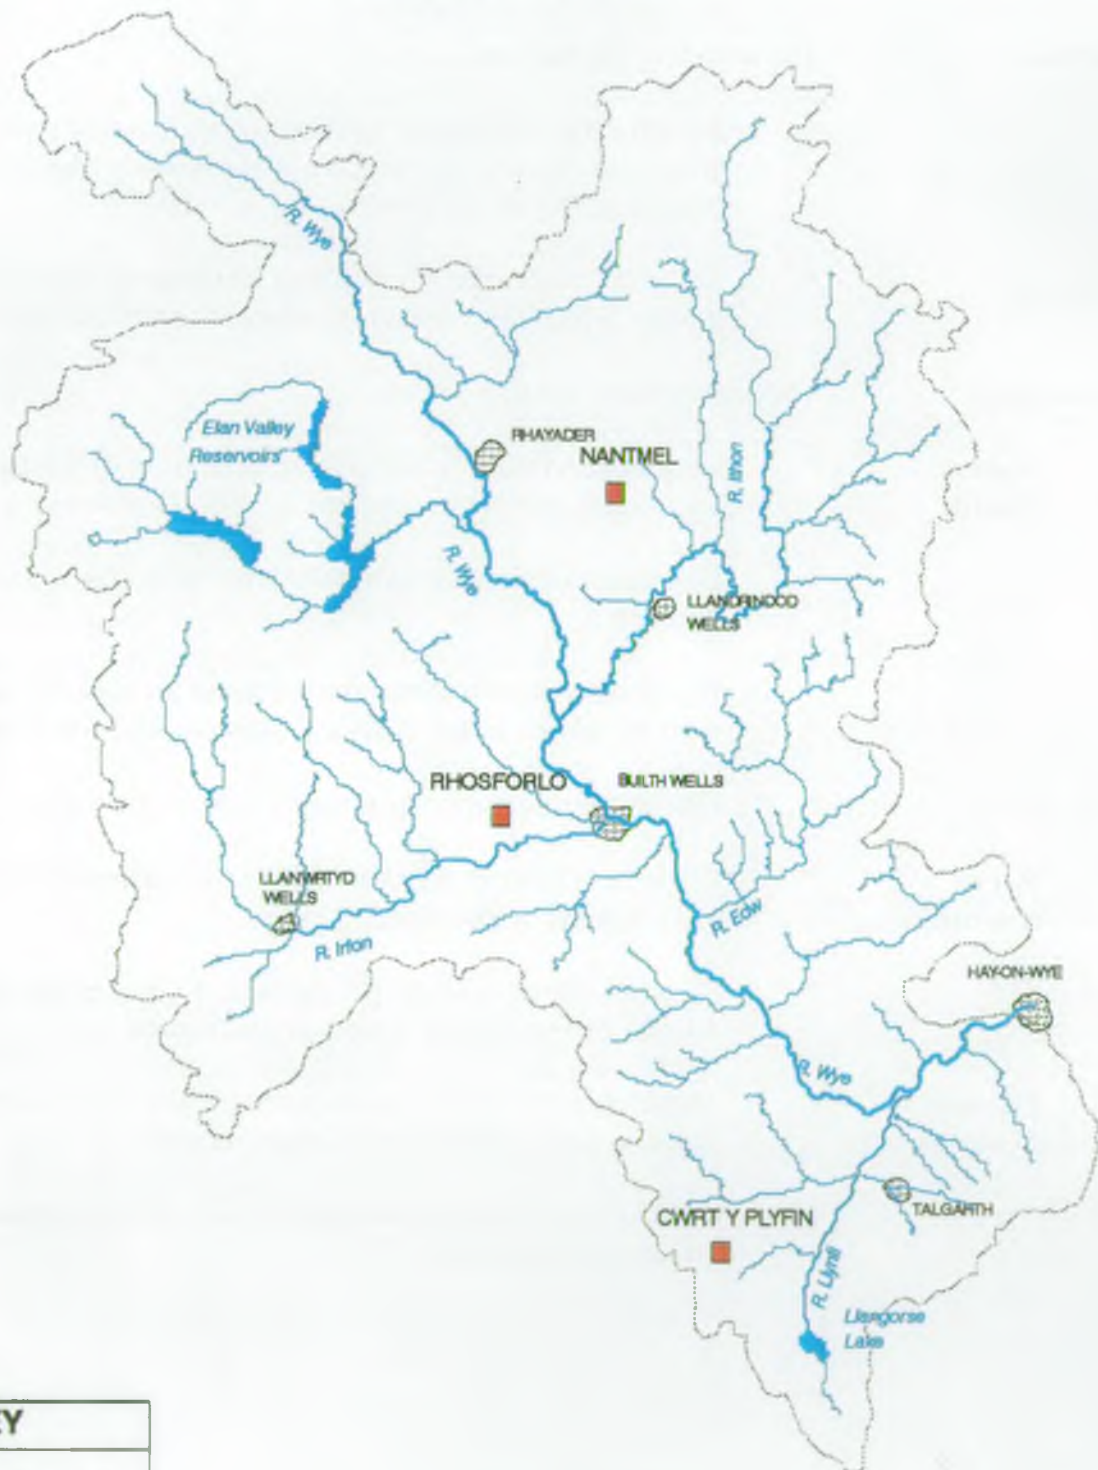 R. Wye
Elan Valley
Reservoirs
RHAYADER
NANTMEL
R. Ithon
R. Wye
LLANDRINDOD
WELLS
RHOSFORLO
BUILTH WELLS
LLANWRTYD
WELLS
R. Irfon
R. Edw
HAY-ON-WYE
R. Wye
CWRT Y PLYFIN
TALGARTH
R. Llynfi
Llangorse
Lake